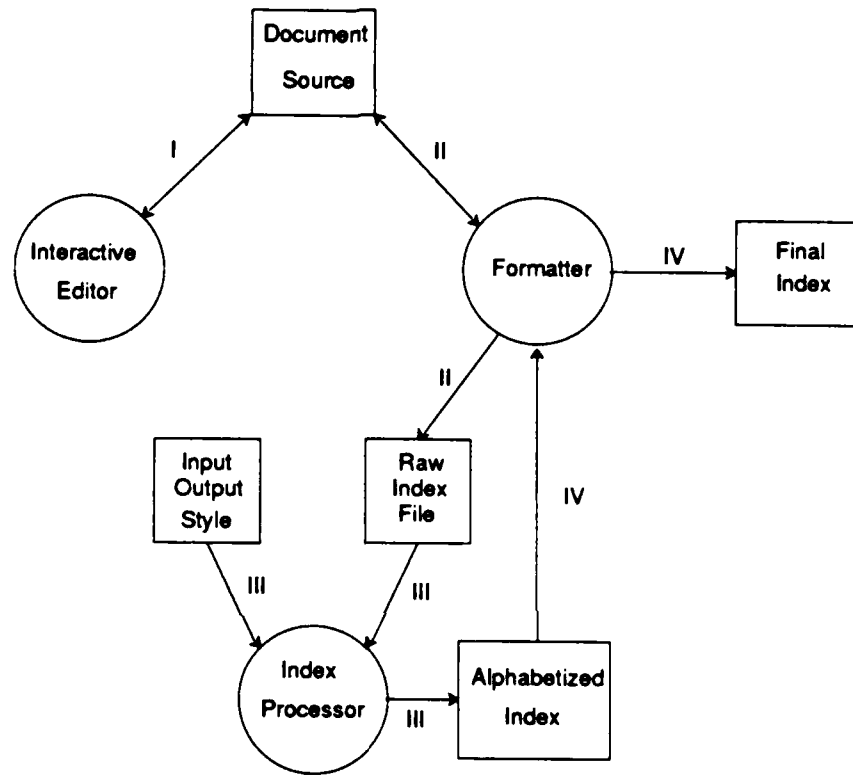 Document
Source
I
II
Interactive
Editor
Formatter
IV
Final
Index
II
Input
Output
Style
Raw
Index
File
IV
III
III
Index
Processor
III
Alphabetized
Index